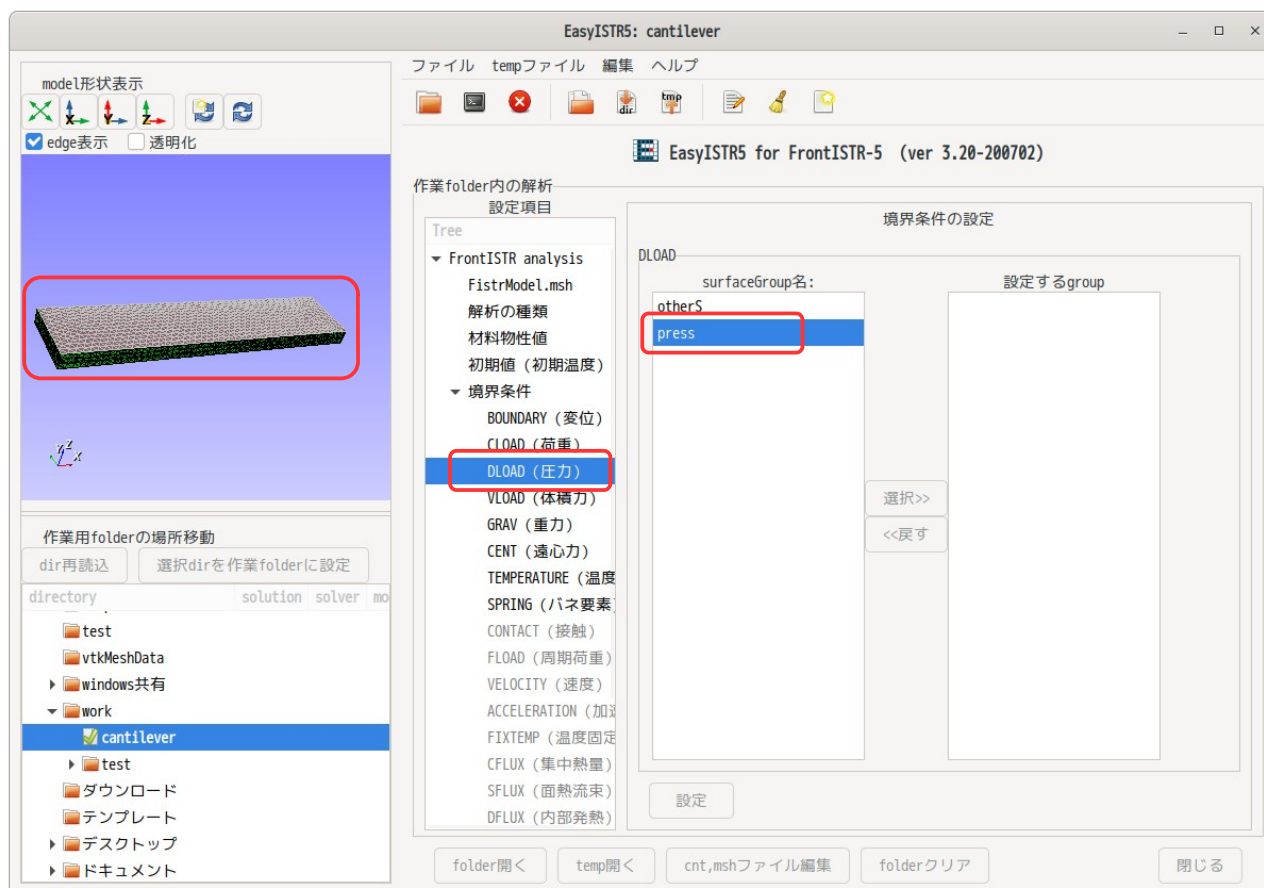 EasyISTR5: cantilever
model形状表示
edge表示 透明化
作業用folderの場所移動
dir再読込 選択dirを作業folderに設定
directory solution solver mo
test
vtkMeshData
windows共有
work
cantilever
test
ダウンロード
テンプレート
デスクトップ
ドキュメント
ファイル tempファイル 編集 ヘルプ
dir tmp
EasyISTR5 for FrontISTR-5 (ver 3.20-200702)
作業folder内の解析
設定項目
Tree
FrontISTR analysis
FistrModel.msh
解析の種類
材料物性値
初期値 (初期温度)
境界条件
BOUNDARY (変位)
CLOAD (荷重)
DLOAD (圧力)
VLOAD (体積力)
GRAV (重力)
CENT (遠心力)
TEMPERATURE (温度
SPRING (バネ要素)
CONTACT (接触)
FLOAD (周期荷重)
VELOCITY (速度)
ACCELERATION (加速
FIXTEMP (温度固定
CFLUX (集中熱量)
SFLUX (面熱流束)
DFLUX (内部発熱)
境界条件の設定
DLOAD
surfaceGroup名: 設定するgroup
otherS
press
選択>>
<<戻す
設定
folder開く temp開く cnt,mshファイル編集 folderクリア 閉じる